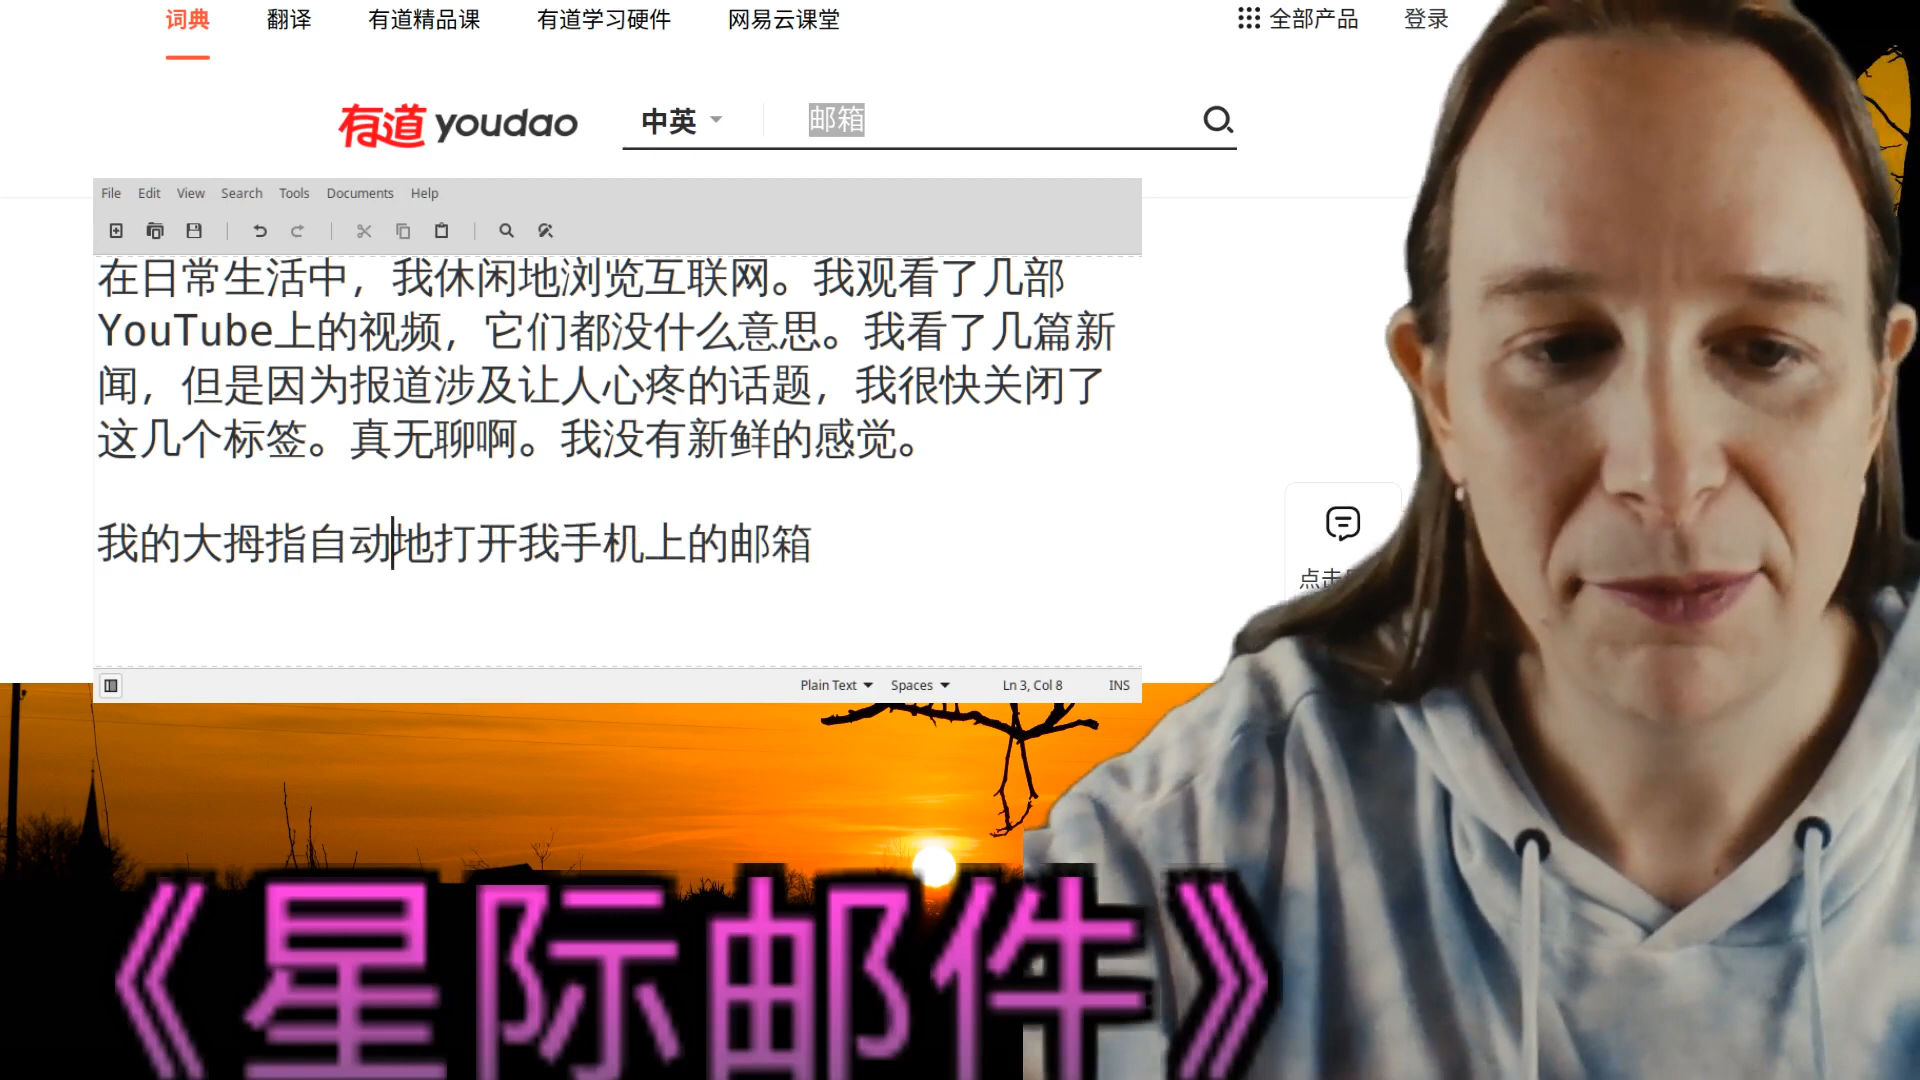 词典 翻译 有道精品课 有道学习硬件 网易云课堂 全部产品 登录
有道 youdao 中英 邮箱
File Edit View Search Tools Documents Help
在日常生活中，我休闲地浏览互联网。我观看了几部
YouTube上的视频，它们都没什么意思。我看了几篇新
闻，但是因为报道涉及让人心疼的话题，我很快关闭了
这几个标签。真无聊啊。我没有新鲜的感觉。
我的大拇指自动地打开我手机上的邮箱
点击
Plain Text Spaces Ln 3, Col 8 INS
《星际邮件》